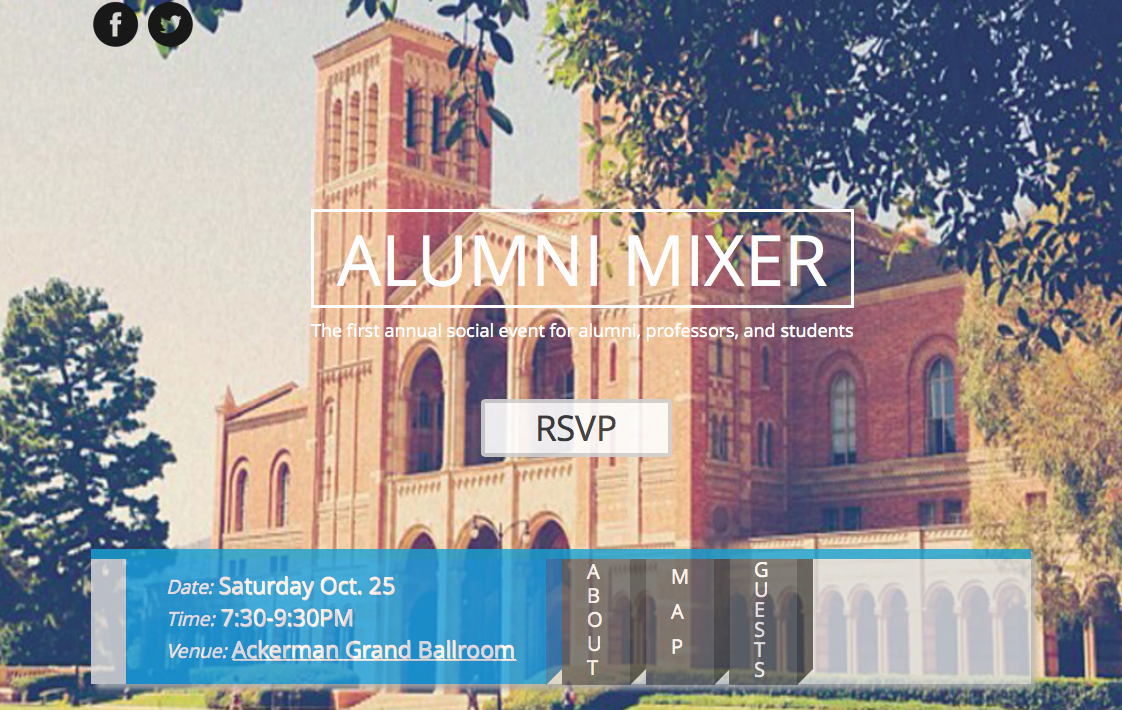 f
ALUMNI MIXER
The first annual social event for alumni, professors, and students
RSVP
Date: Saturday Oct. 25
Time: 7:30-9:30PM
Venue: Ackerman Grand Ballroom
ABOUT
MAP
GUESTS